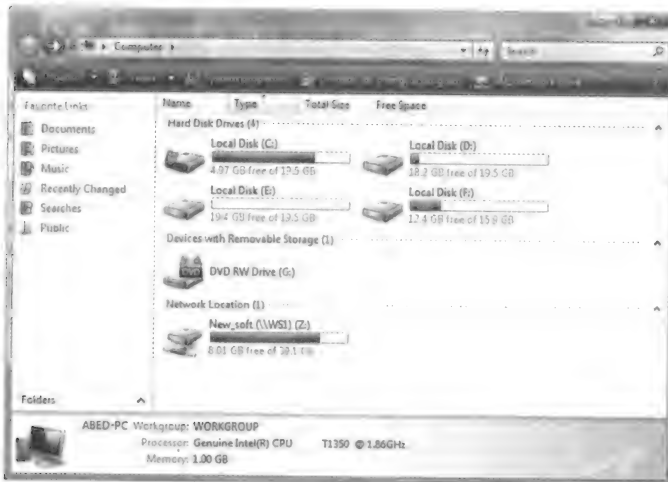 Computer
Search
Favorite Links
Documents
Pictures
Music
Recently Changed
Searches
Public
Folders
Name Type Total Size Free Space
Hard Disk Drives (4)
Local Disk (C:)
4.97 GB free of 19.5 GB
Local Disk (D:)
18.2 GB free of 19.5 GB
Local Disk (E:)
19.4 GB free of 19.5 GB
Local Disk (F:)
12.4 GB free of 15.9 GB
Devices with Removable Storage (1)
DVD RW Drive (G:)
Network Location (1)
New_soft (\\WS1) (Z:)
8.01 GB free of
ABED-PC Workgroup: WORKGROUP
Processor: Genuine Intel(R) CPU T1350 @ 1.86GHz
Memory: 1.00 GB